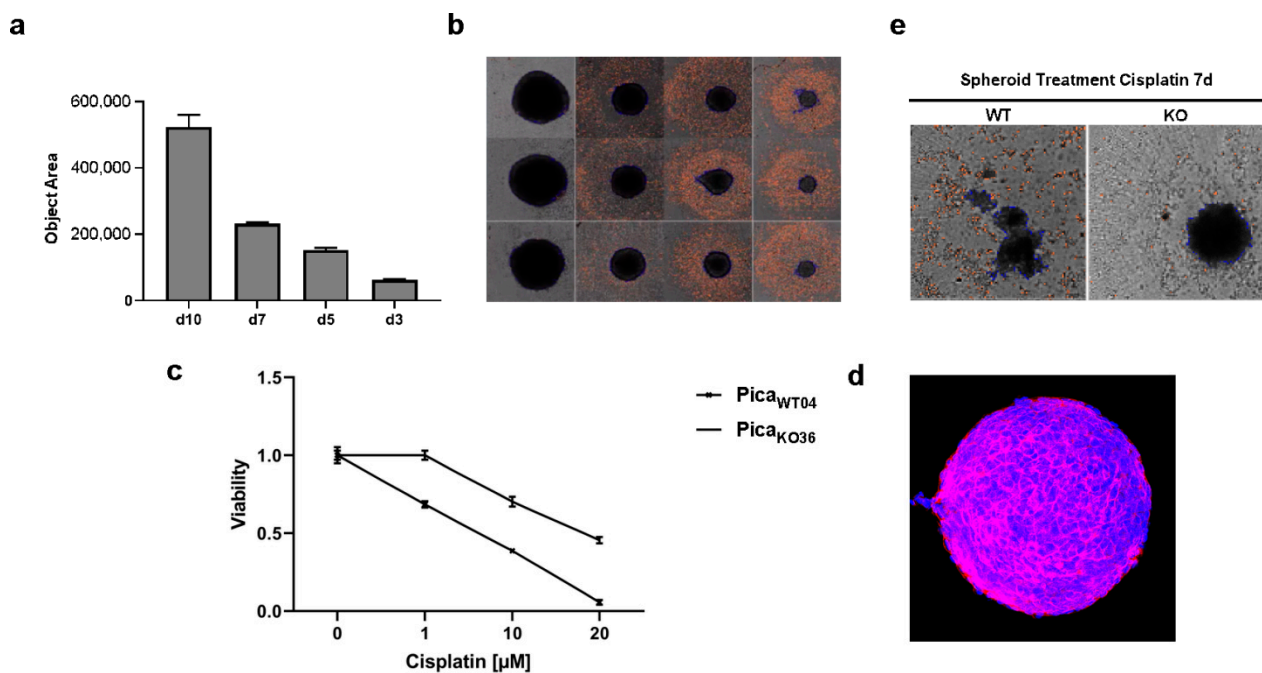 a
600,000
400,000
200,000
0
Object Area
d10 d7 d5 d3
b
e
Spheroid Treatment Cisplatin 7d
WT KO
c
1.5
1.0
0.5
0.0
Viability
0 1 10 20
Cisplatin [µM]
PicaWT04
PicaKO36
d